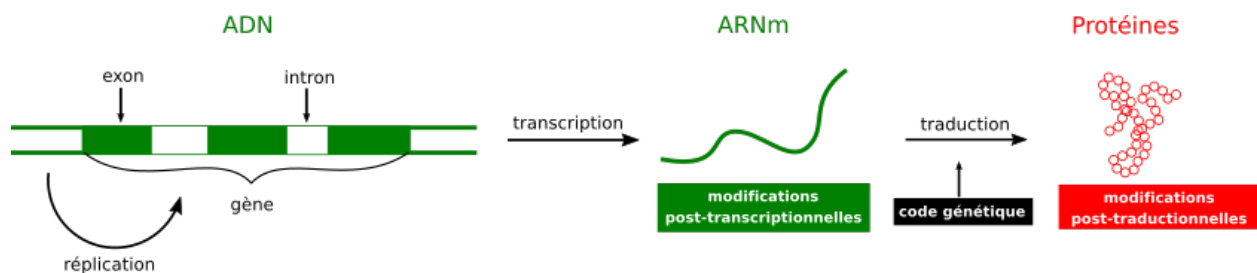 ADN
ARNm
Protéines
exon
intron
transcription
traduction
gène
réplication
modifications
post-transcriptionnelles
code génétique
modifications
post-traductionnelles